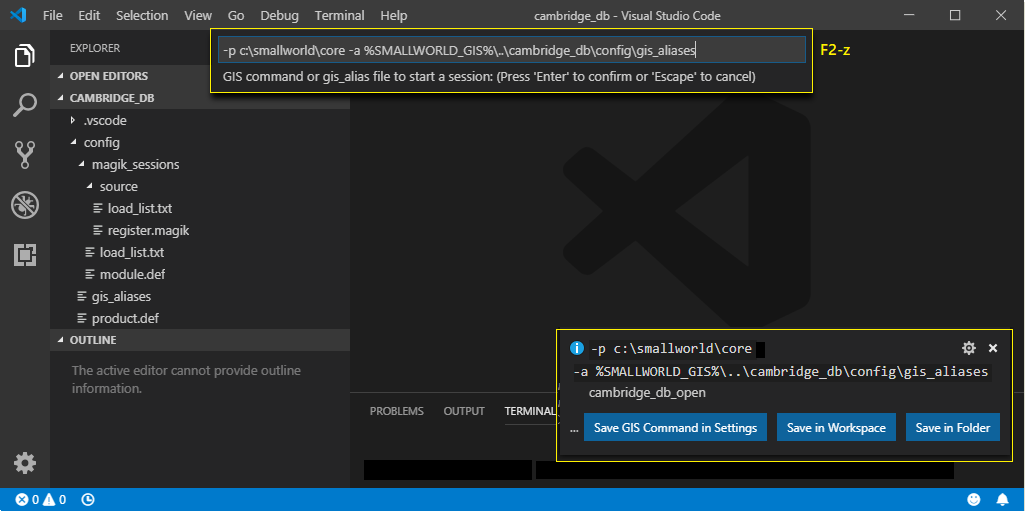 File Edit Selection View Go Debug Terminal Help cambridge_db - Visual Studio Code
EXPLORER
-p c:\smallworld\core -a %SMALLWORLD_GIS%\..\cambridge_db\config\gis_aliases
F2-z
GIS command or gis_alias file to start a session: (Press 'Enter' to confirm or 'Escape' to cancel)
OPEN EDITORS
CAMBRIDGE_DB
.vscode
config
magik_sessions
source
load_list.txt
register.magik
load_list.txt
module.def
gis_aliases
product.def
OUTLINE
The active editor cannot provide outline
information.
-p c:\smallworld\core
-a %SMALLWORLD_GIS%\..\cambridge_db\config\gis_aliases
cambridge_db_open
... Save GIS Command in Settings Save in Workspace Save in Folder
PROBLEMS OUTPUT TERMINAL
0 0